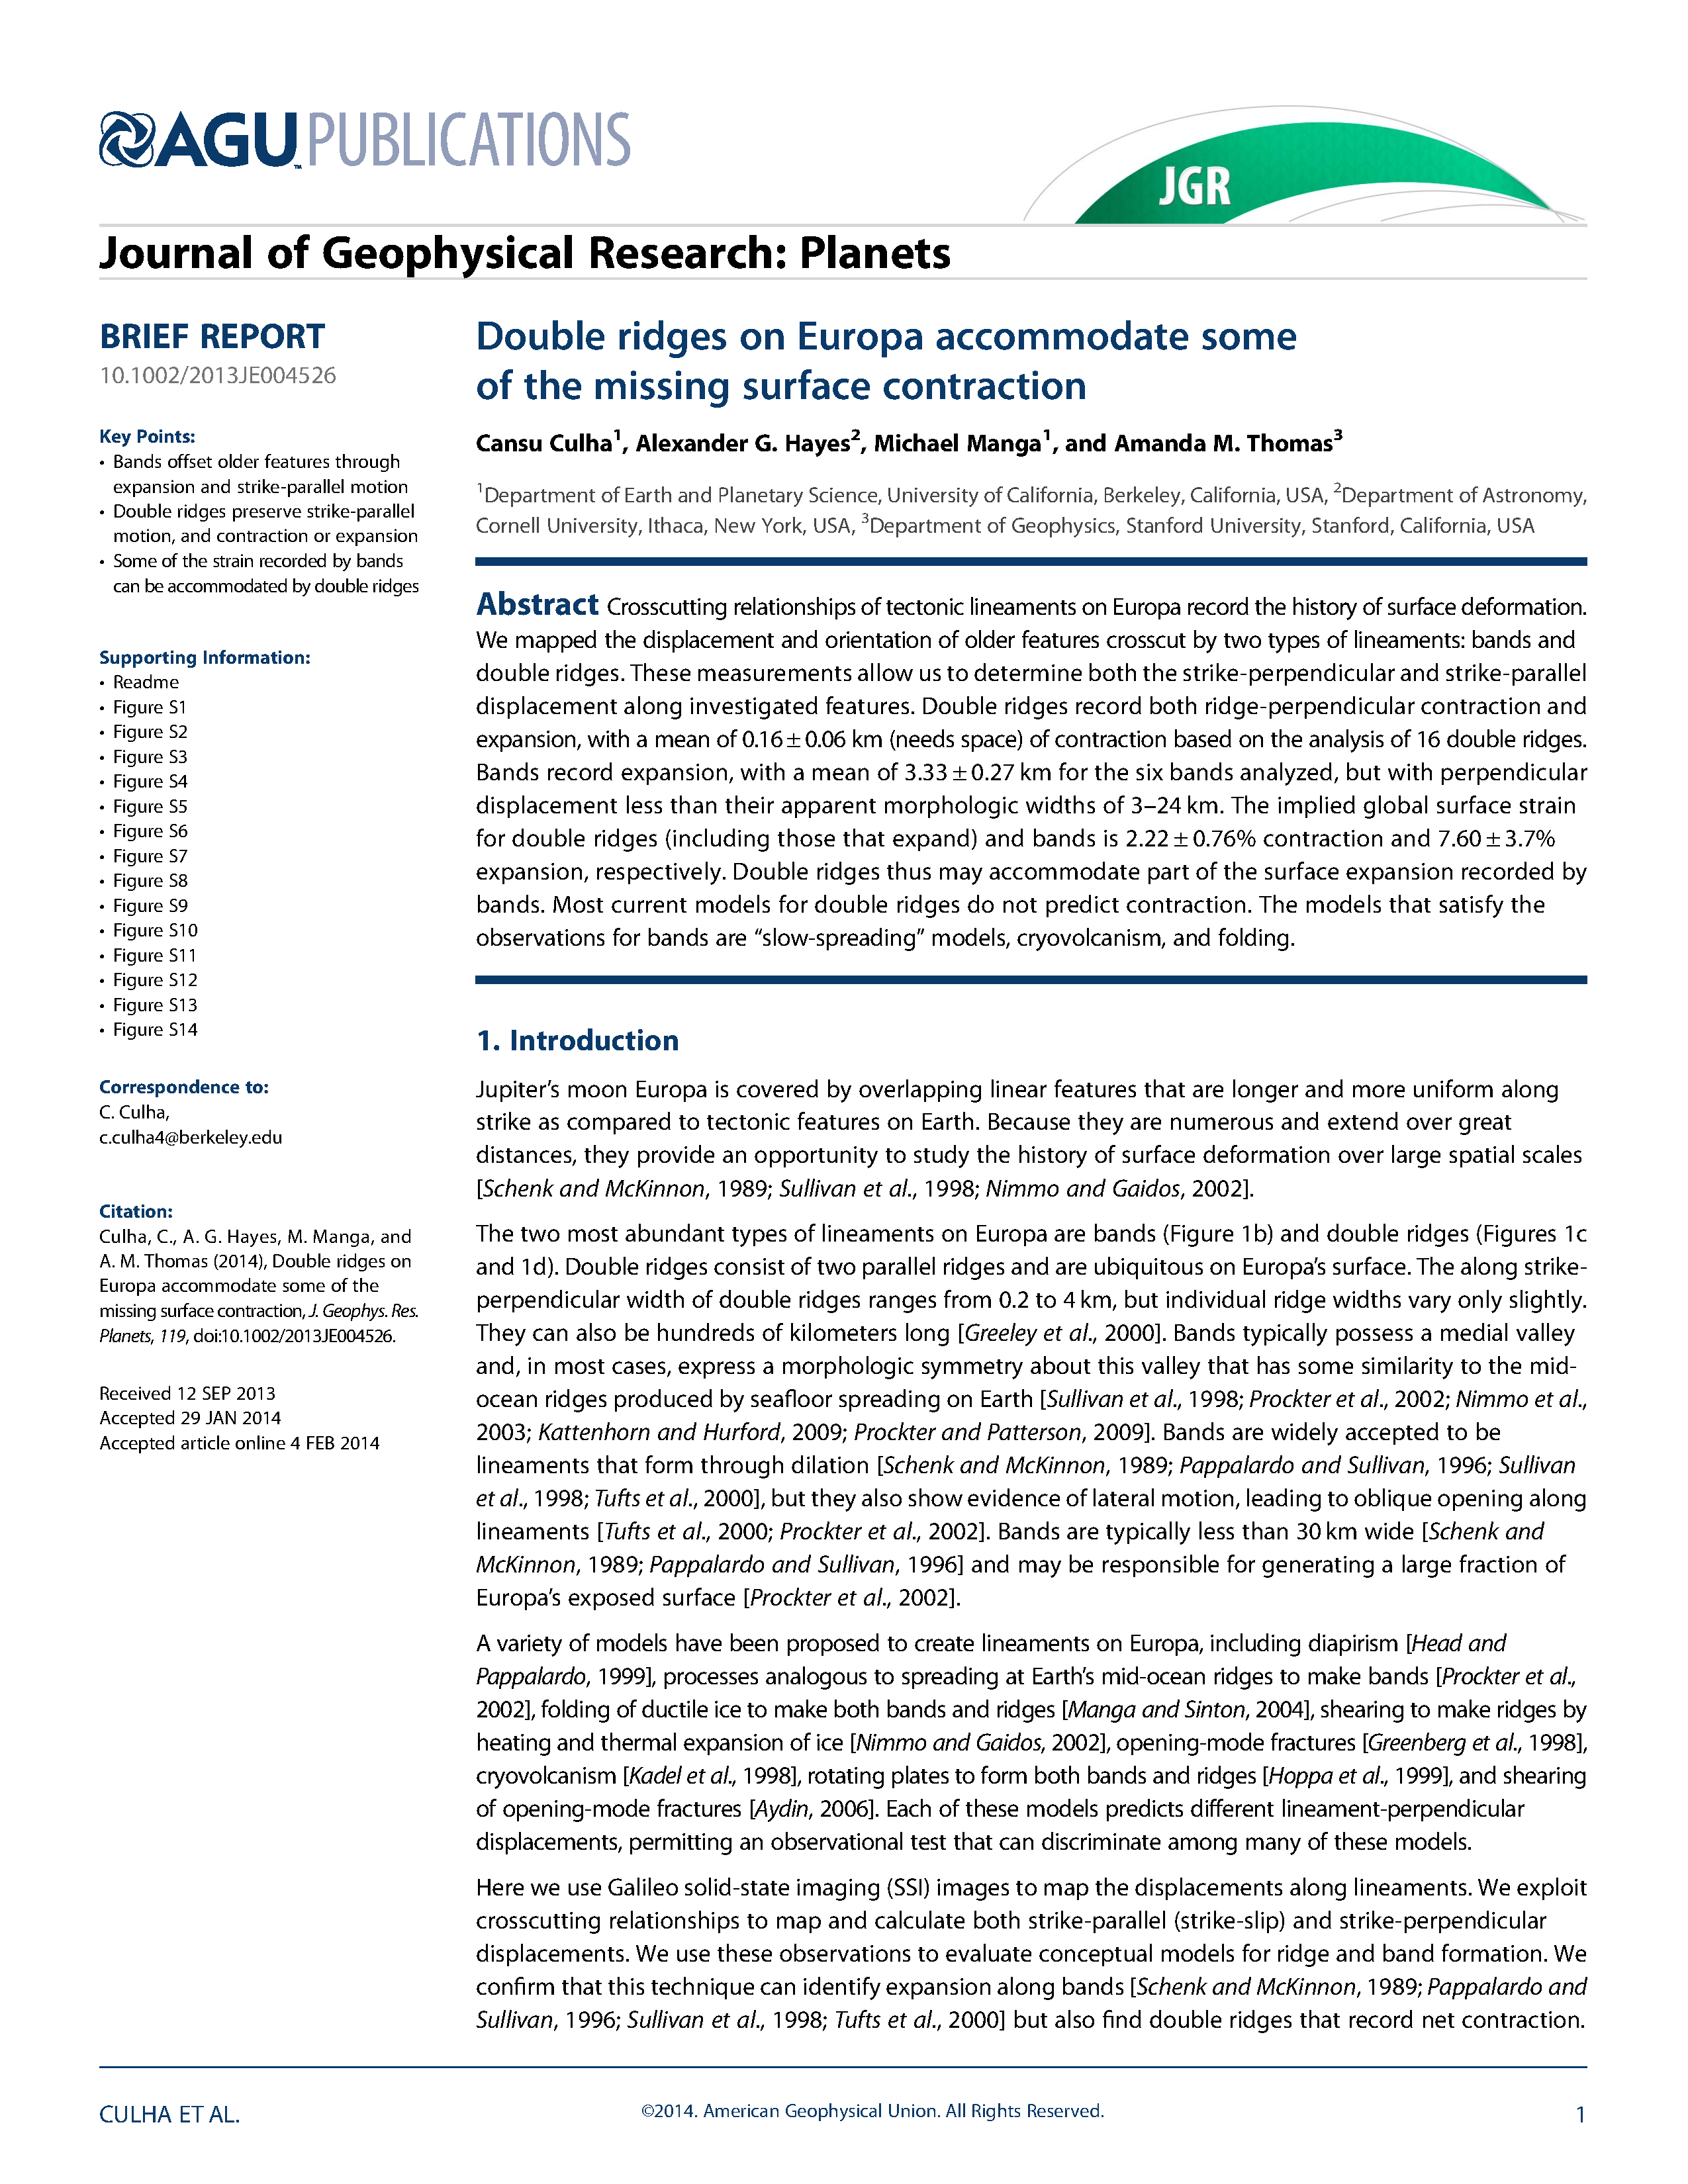 AGU PUBLICATIONS
JGR
Journal of Geophysical Research: Planets
BRIEF REPORT
10.1002/2013JE004526
Key Points:
• Bands offset older features through
expansion and strike-parallel motion
• Double ridges preserve strike-parallel
motion, and contraction or expansion
• Some of the strain recorded by bands
can be accommodated by double ridges
Supporting Information:
• Readme
• Figure S1
• Figure S2
• Figure S3
• Figure S4
• Figure S5
• Figure S6
• Figure S7
• Figure S8
• Figure S9
• Figure S10
• Figure S11
• Figure S12
• Figure S13
• Figure S14
Correspondence to:
C. Culha,
c.culha4@berkeley.edu
Citation:
Culha, C., A. G. Hayes, M. Manga, and
A. M. Thomas (2014), Double ridges on
Europa accommodate some of the
missing surface contraction, J. Geophys. Res.
Planets, 119, doi:10.1002/2013JE004526.
Received 12 SEP 2013
Accepted 29 JAN 2014
Accepted article online 4 FEB 2014
Double ridges on Europa accommodate some
of the missing surface contraction
Cansu Culha1, Alexander G. Hayes2, Michael Manga1, and Amanda M. Thomas3
1Department of Earth and Planetary Science, University of California, Berkeley, California, USA, 2Department of Astronomy,
Cornell University, Ithaca, New York, USA, 3Department of Geophysics, Stanford University, Stanford, California, USA
Abstract Crosscutting relationships of tectonic lineaments on Europa record the history of surface deformation.
We mapped the displacement and orientation of older features crosscut by two types of lineaments: bands and
double ridges. These measurements allow us to determine both the strike-perpendicular and strike-parallel
displacement along investigated features. Double ridges record both ridge-perpendicular contraction and
expansion, with a mean of 0.16 ± 0.06 km (needs space) of contraction based on the analysis of 16 double ridges.
Bands record expansion, with a mean of 3.33 ± 0.27 km for the six bands analyzed, but with perpendicular
displacement less than their apparent morphologic widths of 3–24 km. The implied global surface strain
for double ridges (including those that expand) and bands is 2.22 ± 0.76% contraction and 7.60 ± 3.7%
expansion, respectively. Double ridges thus may accommodate part of the surface expansion recorded by
bands. Most current models for double ridges do not predict contraction. The models that satisfy the
observations for bands are “slow-spreading” models, cryovolcanism, and folding.
1. Introduction
Jupiter’s moon Europa is covered by overlapping linear features that are longer and more uniform along
strike as compared to tectonic features on Earth. Because they are numerous and extend over great
distances, they provide an opportunity to study the history of surface deformation over large spatial scales
[Schenk and McKinnon, 1989; Sullivan et al., 1998; Nimmo and Gaidos, 2002].
The two most abundant types of lineaments on Europa are bands (Figure 1b) and double ridges (Figures 1c
and 1d). Double ridges consist of two parallel ridges and are ubiquitous on Europa’s surface. The along strike-
perpendicular width of double ridges ranges from 0.2 to 4 km, but individual ridge widths vary only slightly.
They can also be hundreds of kilometers long [Greeley et al., 2000]. Bands typically possess a medial valley
and, in most cases, express a morphologic symmetry about this valley that has some similarity to the mid-
ocean ridges produced by seafloor spreading on Earth [Sullivan et al., 1998; Prockter et al., 2002; Nimmo et al.,
2003; Kattenhorn and Hurford, 2009; Prockter and Patterson, 2009]. Bands are widely accepted to be
lineaments that form through dilation [Schenk and McKinnon, 1989; Pappalardo and Sullivan, 1996; Sullivan
et al., 1998; Tufts et al., 2000], but they also show evidence of lateral motion, leading to oblique opening along
lineaments [Tufts et al., 2000; Prockter et al., 2002]. Bands are typically less than 30 km wide [Schenk and
McKinnon, 1989; Pappalardo and Sullivan, 1996] and may be responsible for generating a large fraction of
Europa’s exposed surface [Prockter et al., 2002].
A variety of models have been proposed to create lineaments on Europa, including diapirism [Head and
Pappalardo, 1999], processes analogous to spreading at Earth’s mid-ocean ridges to make bands [Prockter et al.,
2002], folding of ductile ice to make both bands and ridges [Manga and Sinton, 2004], shearing to make ridges by
heating and thermal expansion of ice [Nimmo and Gaidos, 2002], opening-mode fractures [Greenberg et al., 1998],
cryovolcanism [Kadel et al., 1998], rotating plates to form both bands and ridges [Hoppa et al., 1999], and shearing
of opening-mode fractures [Aydin, 2006]. Each of these models predicts different lineament-perpendicular
displacements, permitting an observational test that can discriminate among many of these models.
Here we use Galileo solid-state imaging (SSI) images to map the displacements along lineaments. We exploit
crosscutting relationships to map and calculate both strike-parallel (strike-slip) and strike-perpendicular
displacements. We use these observations to evaluate conceptual models for ridge and band formation. We
confirm that this technique can identify expansion along bands [Schenk and McKinnon, 1989; Pappalardo and
Sullivan, 1996; Sullivan et al., 1998; Tufts et al., 2000] but also find double ridges that record net contraction.
CULHA ET AL.
©2014. American Geophysical Union. All Rights Reserved.
1